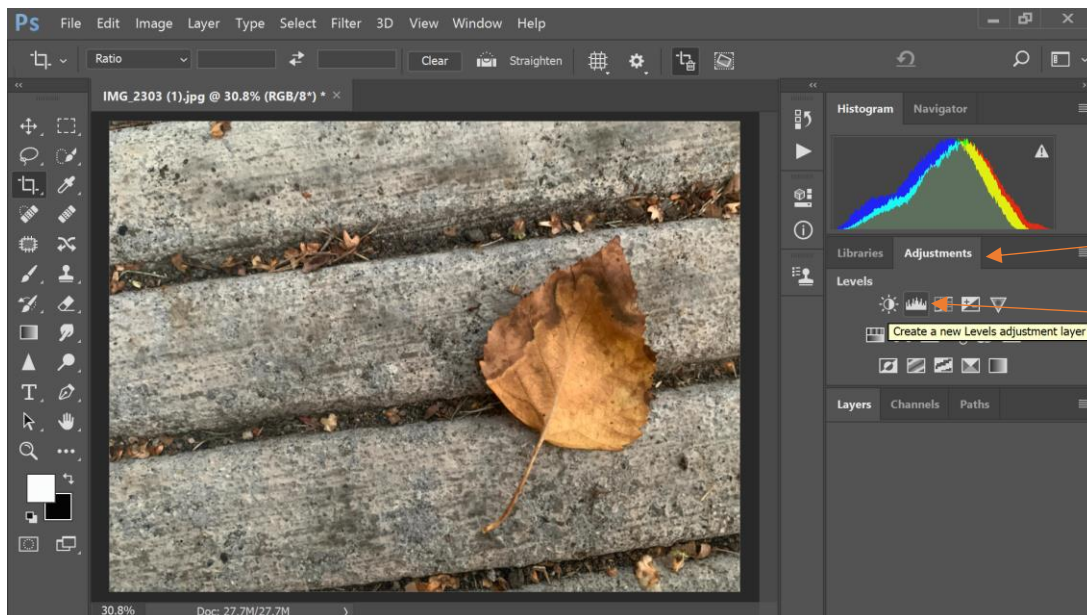 Ps File Edit Image Layer Type Select Filter 3D View Window Help
Ratio Clear Straighten
IMG_2303 (1).jpg @ 30.8% (RGB/8*) * ×
Histogram Navigator
Libraries Adjustments
Levels
Create a new Levels adjustment layer
Layers Channels Paths
T
30.8% Doc: 27.7M/27.7M